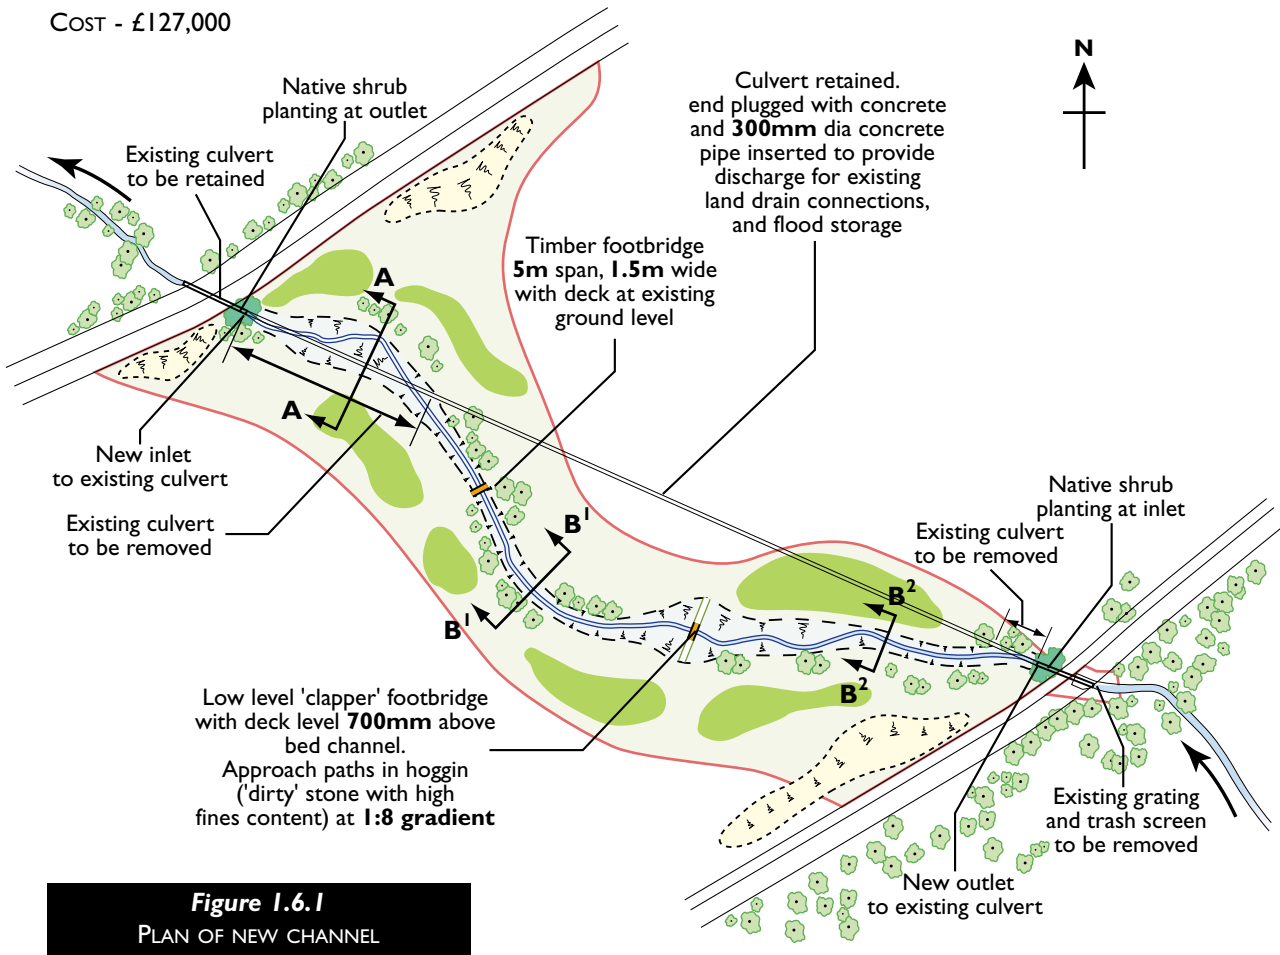 Cost - £127,000
Native shrub
planting at outlet
Existing culvert
to be retained
Culvert retained.
end plugged with concrete
and 300mm dia concrete
pipe inserted to provide
discharge for existing
land drain connections,
and flood storage
N
Timber footbridge
5m span, 1.5m wide
with deck at existing
ground level
A
A
New inlet
to existing culvert
Existing culvert
to be removed
B1
B1
Native shrub
planting at inlet
Existing culvert
to be removed
B2
B2
Low level 'clapper' footbridge
with deck level 700mm above
bed channel.
Approach paths in hoggin
('dirty' stone with high
fines content) at 1:8 gradient
Existing grating
and trash screen
to be removed
New outlet
to existing culvert
Figure 1.6.1
Plan of new channel